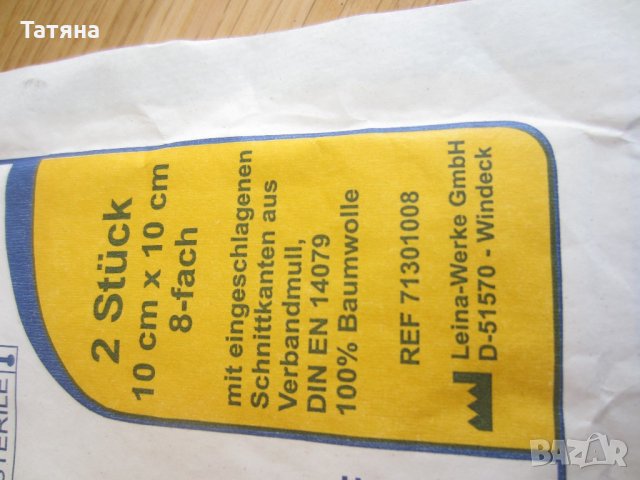 Татяна
2 Stück
10 cm x 10 cm
8-fach
mit eingeschlagenen
Schnittkanten aus
Verbandmull,
DIN EN 14079
100% Baumwolle
REF 71301008
Leina-Werke GmbH
D-51570 - Windeck
STERILE
BAZAR